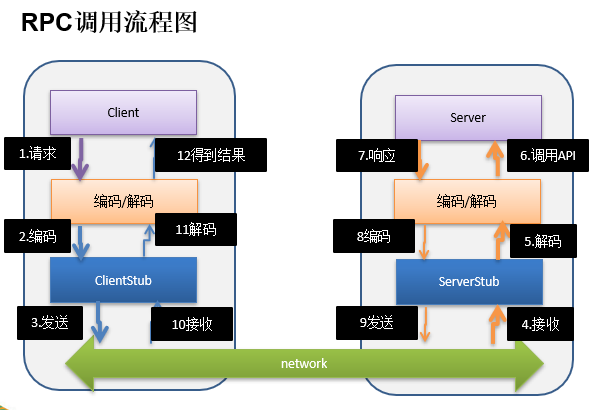 RPC调用流程图
Client
Server
1.请求
12得到结果
7.响应
6.调用API
编码/解码
编码/解码
2.编码
11解码
8编码
5.解码
ClientStub
ServerStub
3.发送
10接收
9发送
4.接收
network